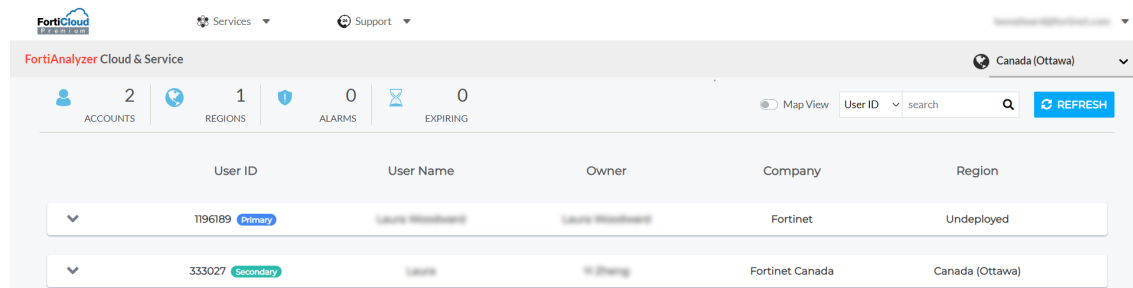 FortiCloud Services Support
Premium
FortiAnalyzer Cloud & Service Canada (Ottawa)
2 1 0 0
ACCOUNTS REGIONS ALARMS EXPIRING
Map View User ID search REFRESH
User ID User Name Owner Company Region
1196189 Primary Fortinet Undeployed
333027 Secondary Fortinet Canada Canada (Ottawa)